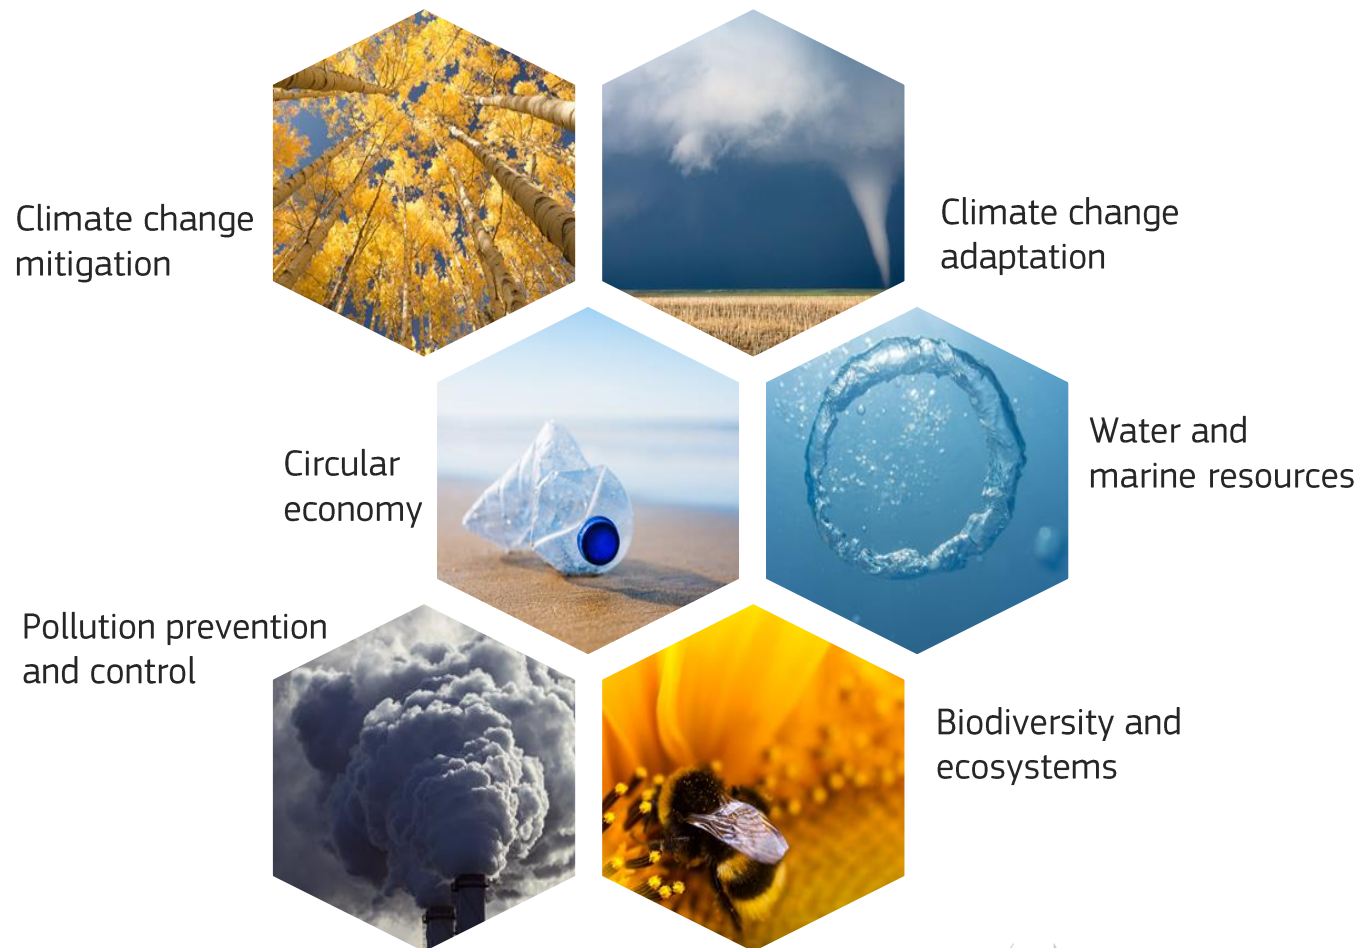 Climate change
mitigation
Climate change
adaptation
Circular
economy
Water and
marine resources
Pollution prevention
and control
Biodiversity and
ecosystems